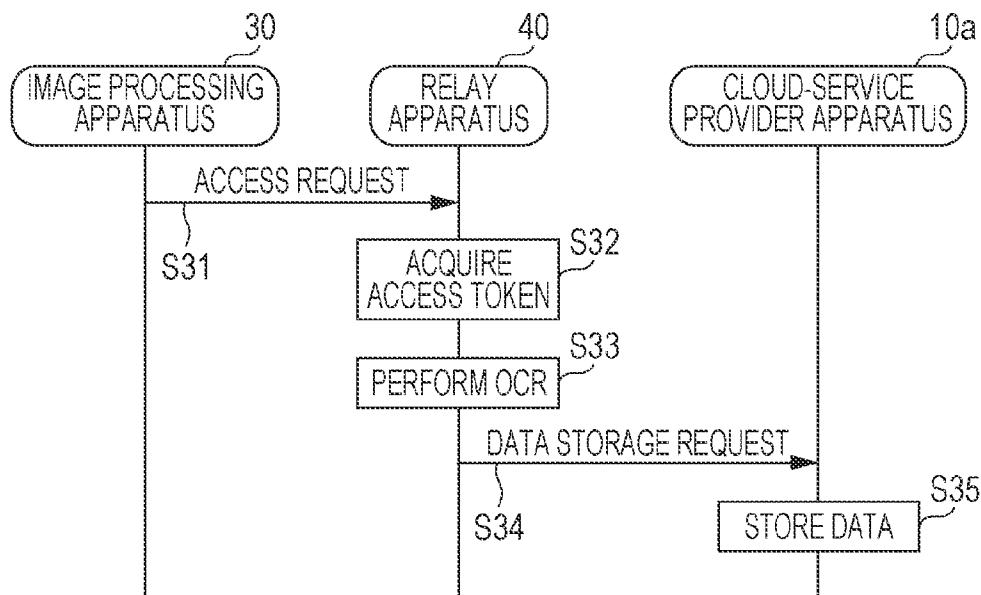 30
40
10a
IMAGE PROCESSING
APPARATUS
RELAY
APPARATUS
CLOUD-SERVICE
PROVIDER APPARATUS
ACCESS REQUEST
S31
S32
ACQUIRE
ACCESS TOKEN
S33
PERFORM OCR
DATA STORAGE REQUEST
S34
S35
STORE DATA